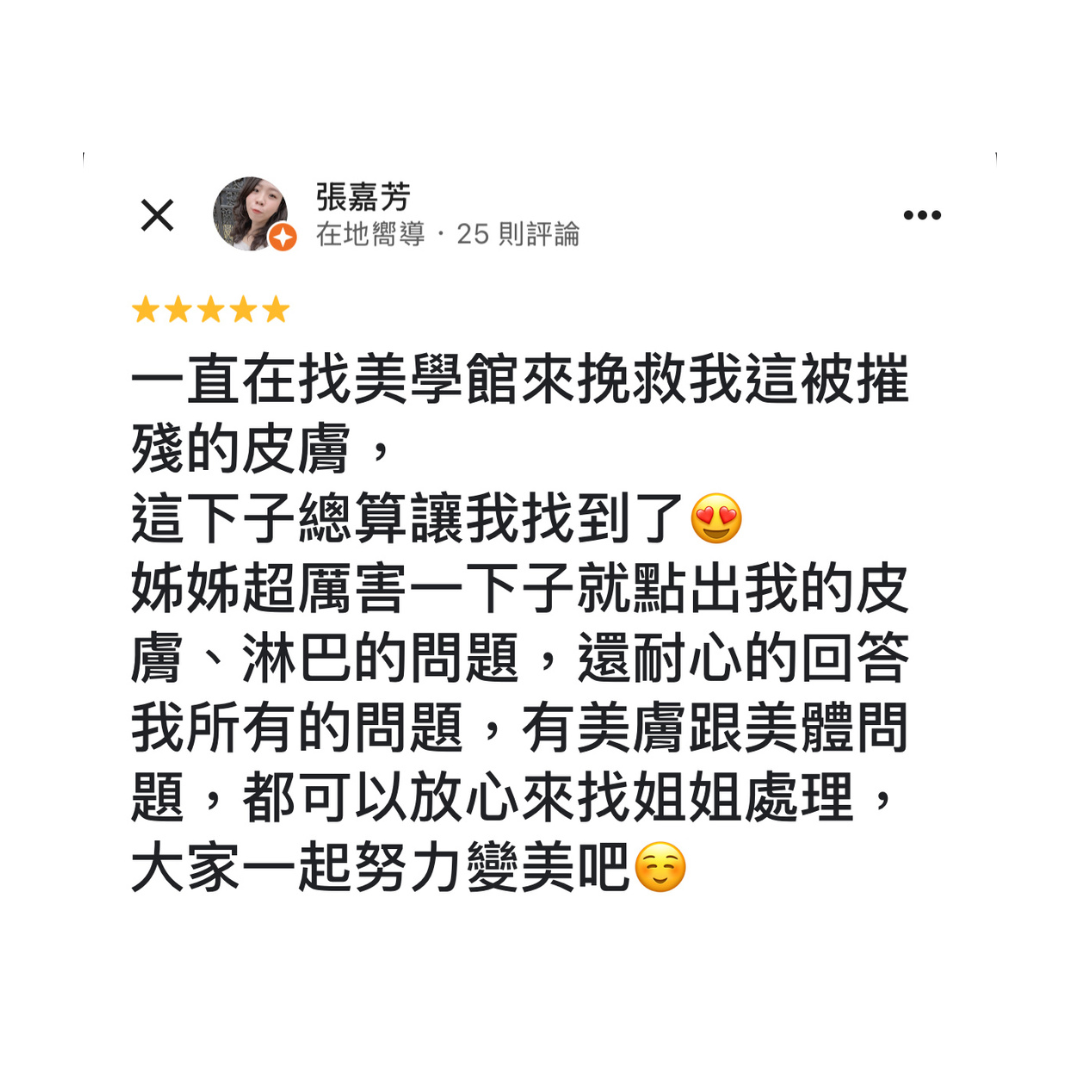 張嘉芳
在地嚮導 · 25 則評論
★★★★★
一直在找美學館來挽救我這被摧
殘的皮膚，
這下子總算讓我找到了😍
姊姊超厲害一下子就點出我的皮
膚、淋巴的問題，還耐心的回答
我所有的問題，有美膚跟美體問
題，都可以放心來找姐姐處理，
大家一起努力變美吧☺️